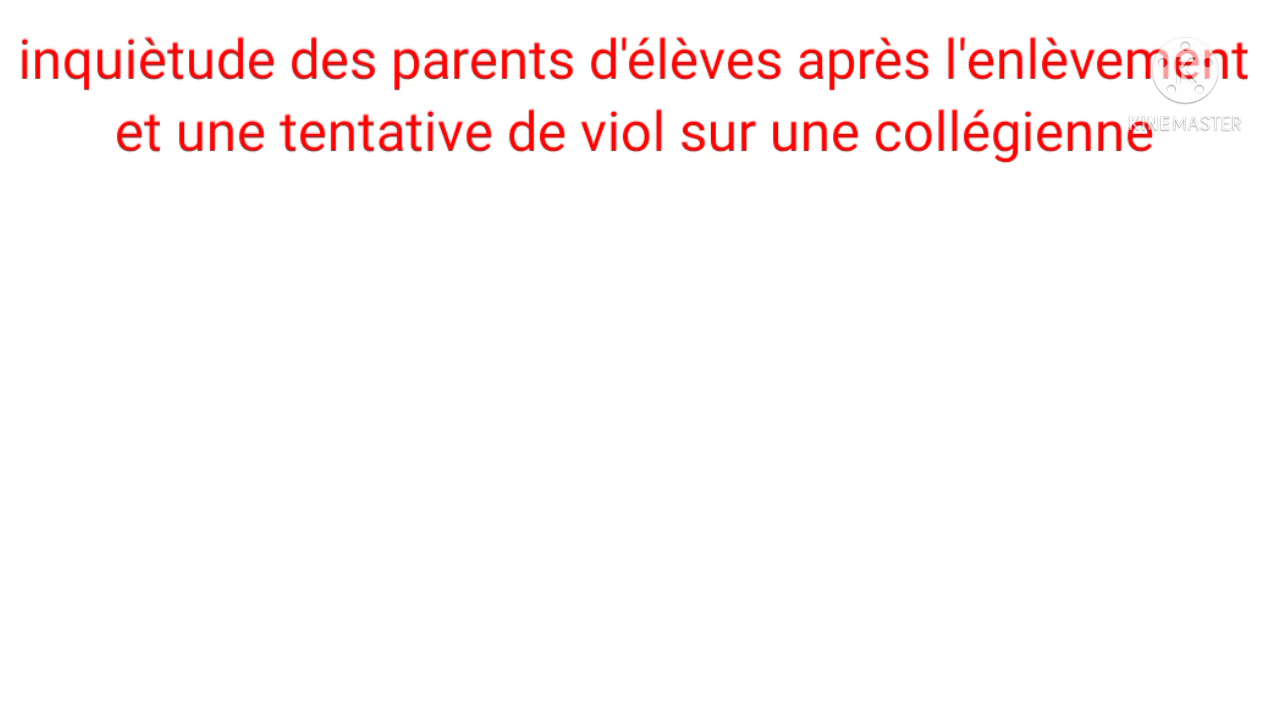 inquiètude des parents d'élèves après l'enlèvement
et une tentative de viol sur une collégienne
KINEMASTER